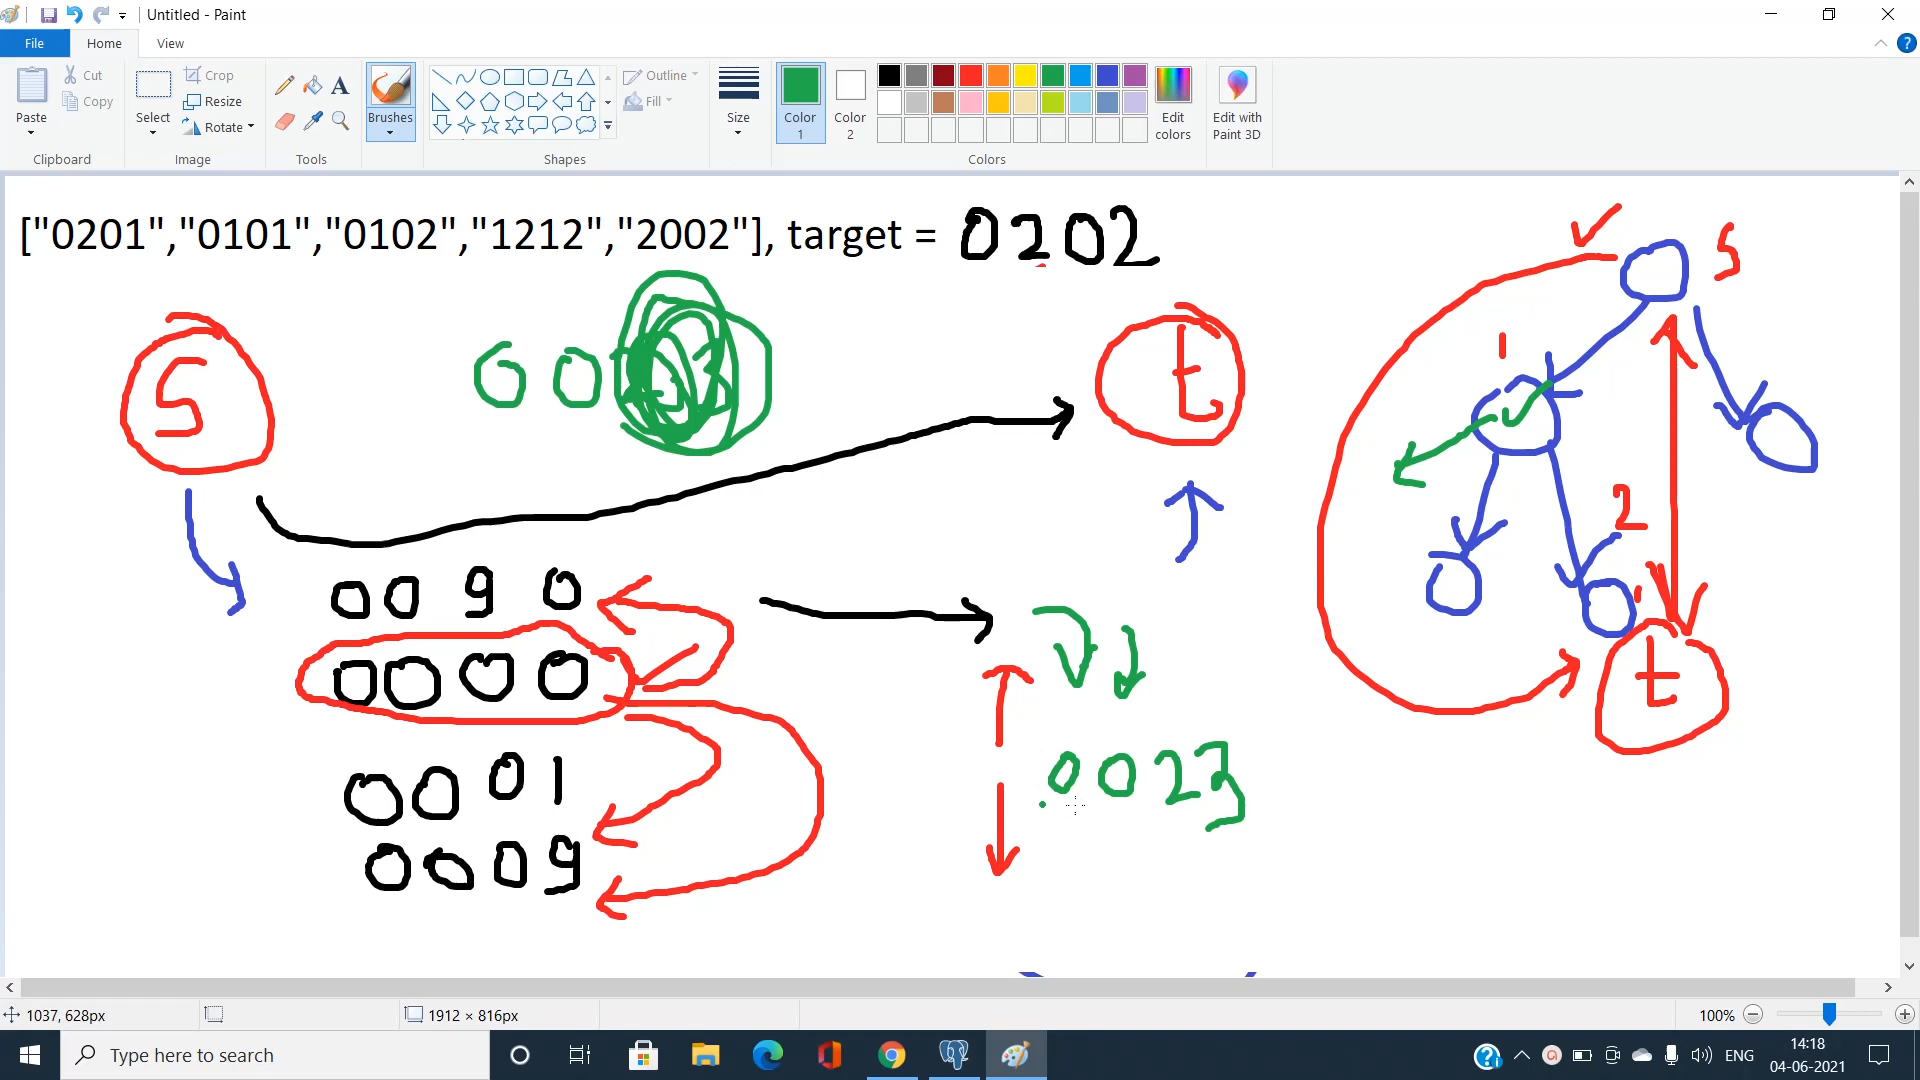 Untitled - Paint
File Home View
Paste
Cut
Copy
Clipboard
Select
Crop
Resize
Rotate
Image
A
Tools
Brushes
Outline
Fill
Shapes
Size
Color 1
Color 2
Edit colors
Colors
Edit with Paint 3D
["0201","0101","0102","1212","2002"], target = 0202
S
S
0 0
t
1
2
0 0 9 0
0 0 0 0
t
0 0 0 1
0 0 2 3
0 0 0 9
1037, 628px
1912 × 816px
100%
Type here to search
ENG
14:18
04-06-2021